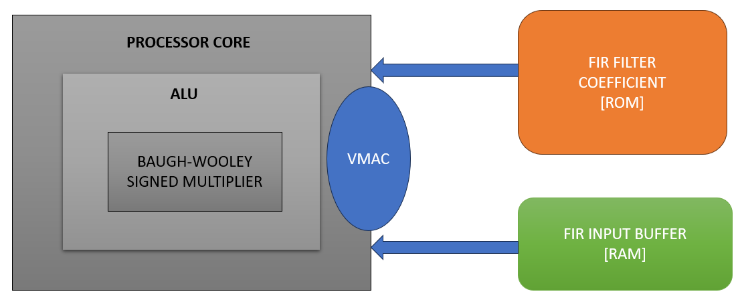 PROCESSOR CORE
ALU
BAUGH-WOOLEY
SIGNED MULTIPLIER
VMAC
FIR FILTER
COEFFICIENT
[ROM]
FIR INPUT BUFFER
[RAM]